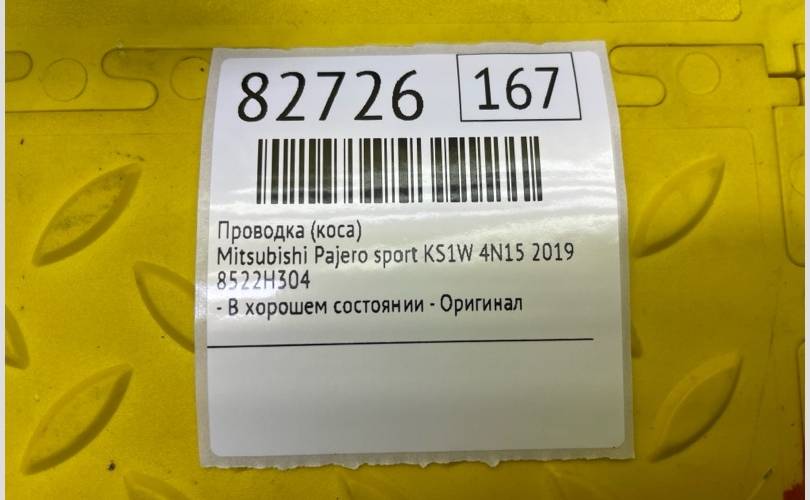 82726 167
Проводка (коса)
Mitsubishi Pajero sport KS1W 4N15 2019
8522H304
- В хорошем состоянии - Оригинал